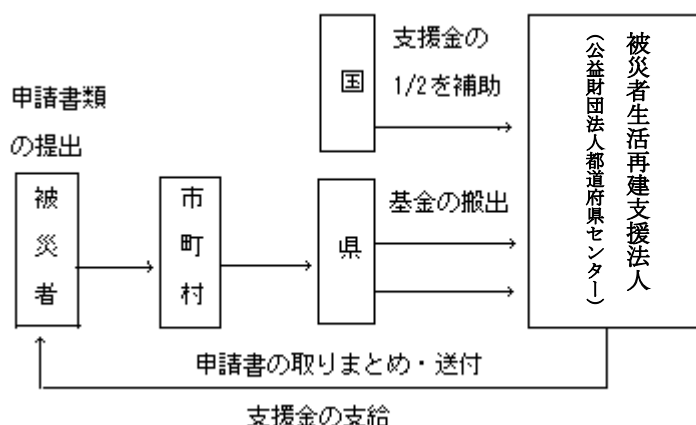 支援金の
1/2を補助
国
申請書類
の提出
被災者
市町村
県
基金の搬出
被災者生活再建支援法人
（公益財団法人都道府県センター）
申請書の取りまとめ・送付
支援金の支給